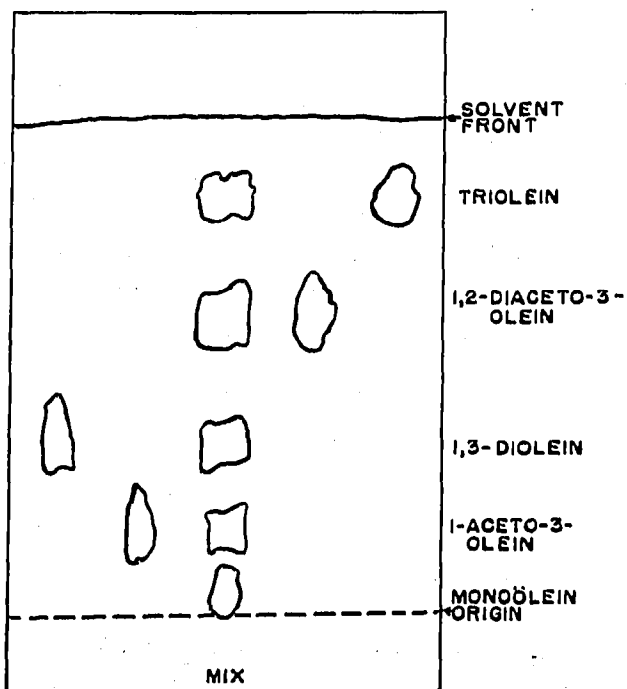 SOLVENT
FRONT
TRIOLEIN
1,2-DIACETO-3-
OLEIN
1,3-DIOLEIN
1-ACETO-3-
OLEIN
MONOÖLEIN
ORIGIN
MIX